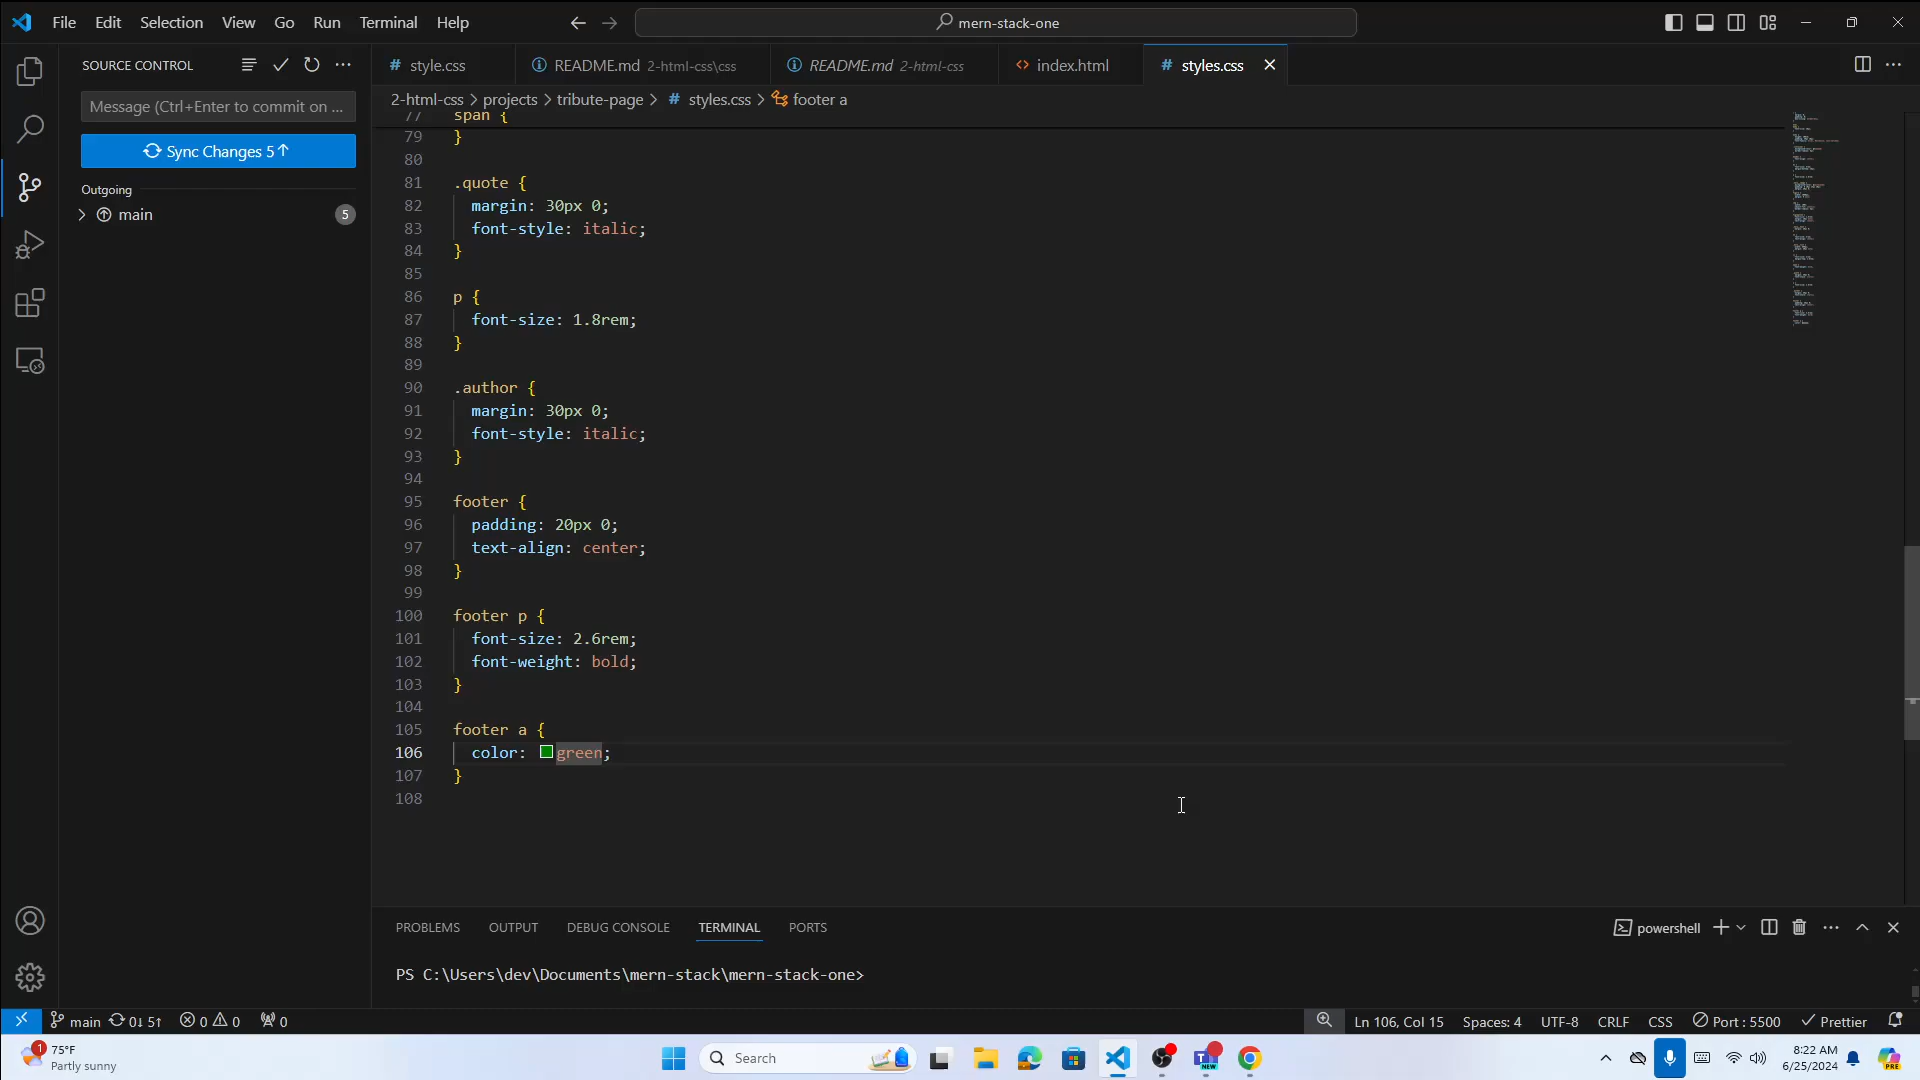 File Edit Selection View Go Run Terminal Help
mern-stack-one
SOURCE CONTROL
Message (Ctrl+Enter to commit on ...
Sync Changes 5↑
Outgoing
main 5
style.css
README.md 2-html-css\css
README.md 2-html-css
index.html
styles.css
2-html-css > projects > tribute-page > # styles.css > footer a
77 span {
79 }
80
81 .quote {
82 margin: 30px 0;
83 font-style: italic;
84 }
85
86 p {
87 font-size: 1.8rem;
88 }
89
90 .author {
91 margin: 30px 0;
92 font-style: italic;
93 }
94
95 footer {
96 padding: 20px 0;
97 text-align: center;
98 }
99
100 footer p {
101 font-size: 2.6rem;
102 font-weight: bold;
103 }
104
105 footer a {
106 color: green;
107 }
108
PROBLEMS OUTPUT DEBUG CONSOLE TERMINAL PORTS
powershell
PS C:\Users\dev\Documents\mern-stack\mern-stack-one>
main 0↓ 5↑ 0 0 0
Ln 106, Col 15 Spaces: 4 UTF-8 CRLF CSS Port : 5500 Prettier
1
75°F
Partly sunny
Search
NEW
8:22 AM
6/25/2024
PRE